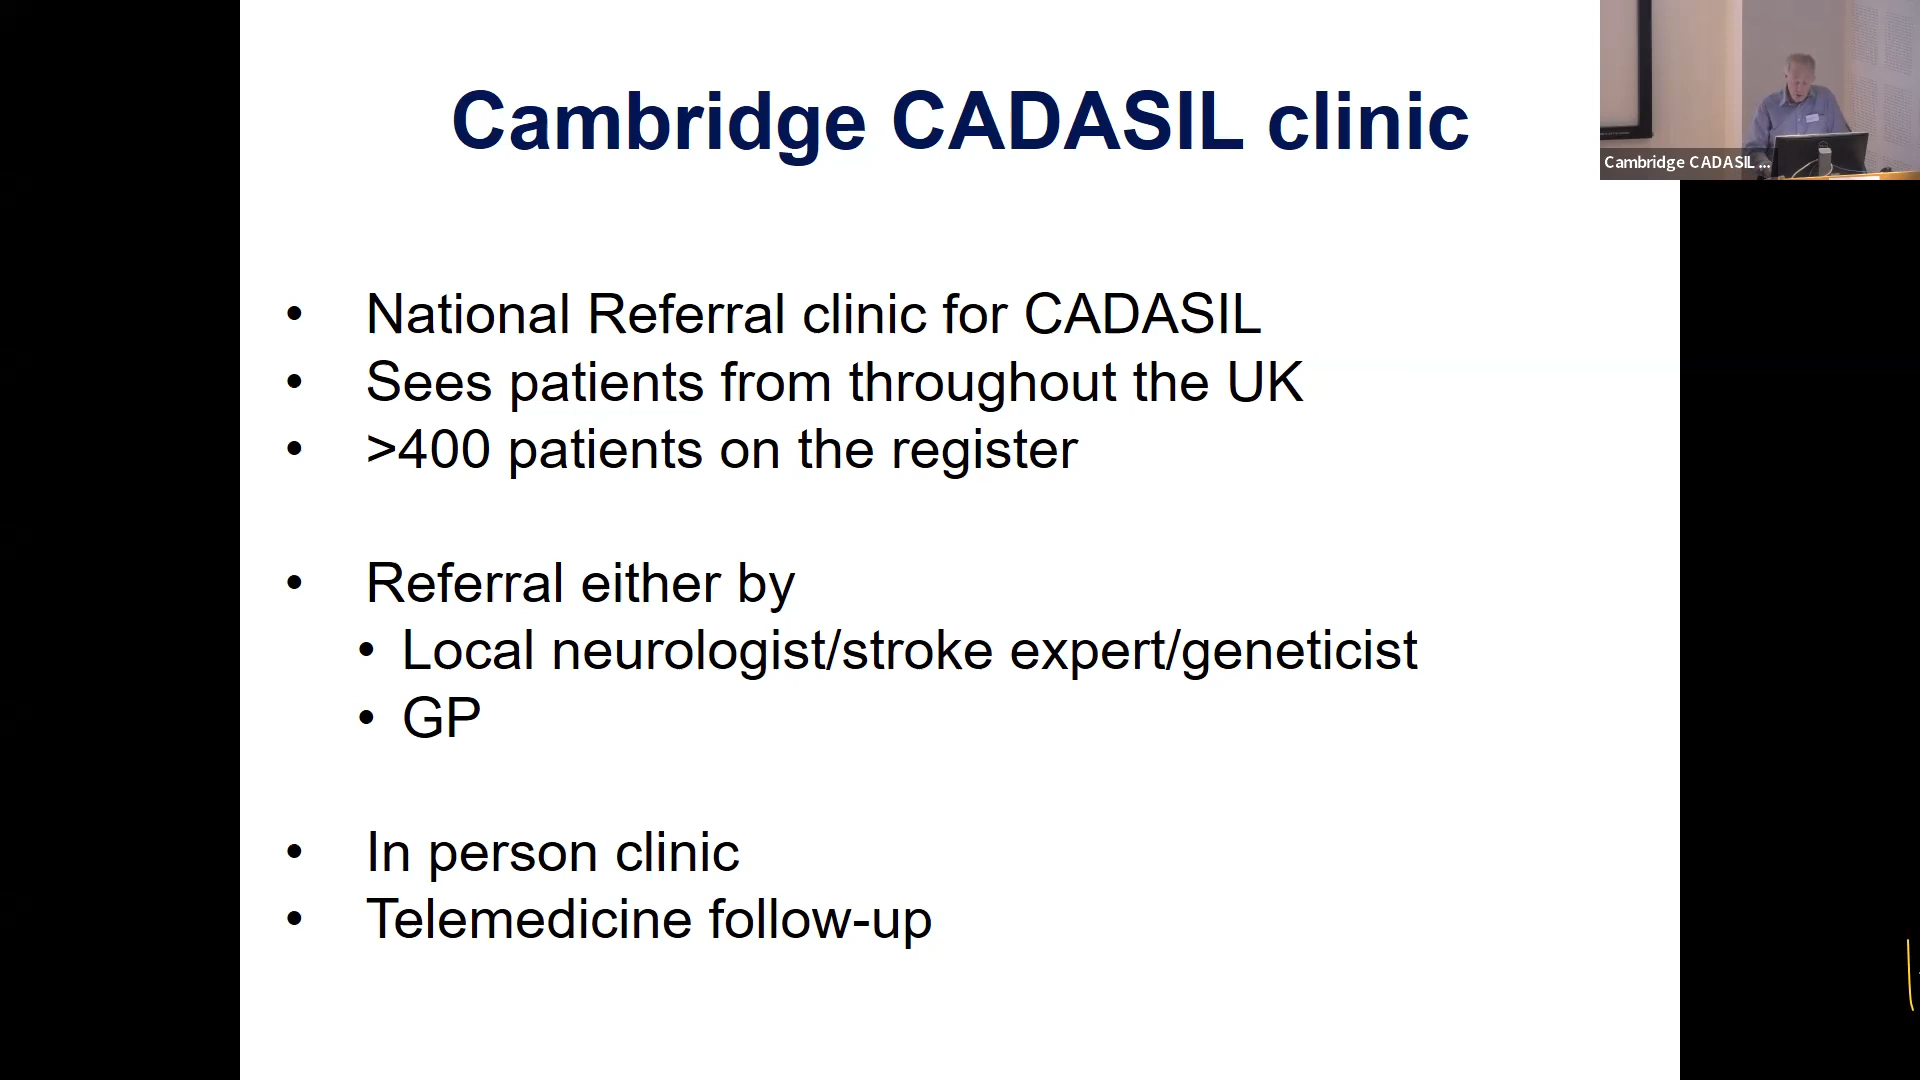 Cambridge CADASIL clinic
Cambridge CADASIL ...
• National Referral clinic for CADASIL
• Sees patients from throughout the UK
• >400 patients on the register
• Referral either by
• Local neurologist/stroke expert/geneticist
• GP
• In person clinic
• Telemedicine follow-up